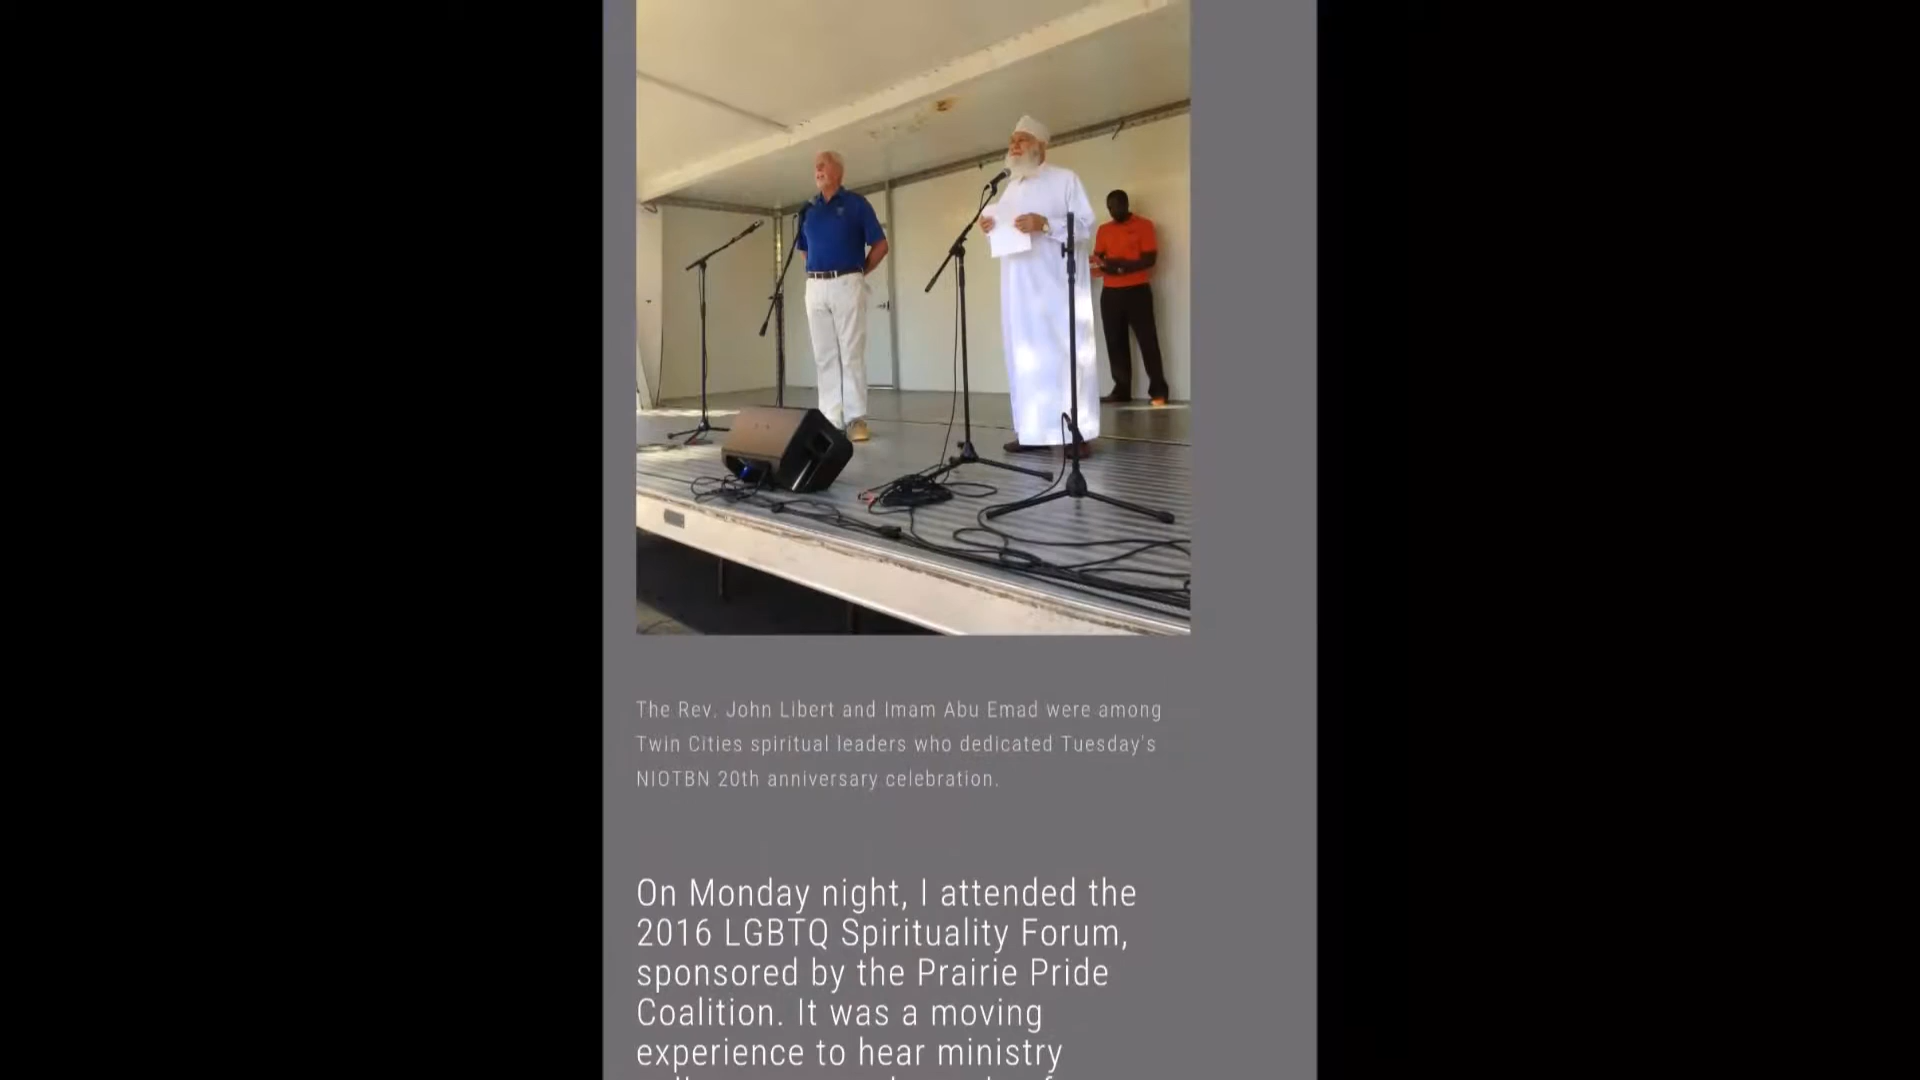 The Rev. John Libert and Imam Abu Emad were among
Twin Cities spiritual leaders who dedicated Tuesday's
NIOTBN 20th anniversary celebration.
On Monday night, I attended the
2016 LGBTQ Spirituality Forum,
sponsored by the Prairie Pride
Coalition. It was a moving
experience to hear ministry